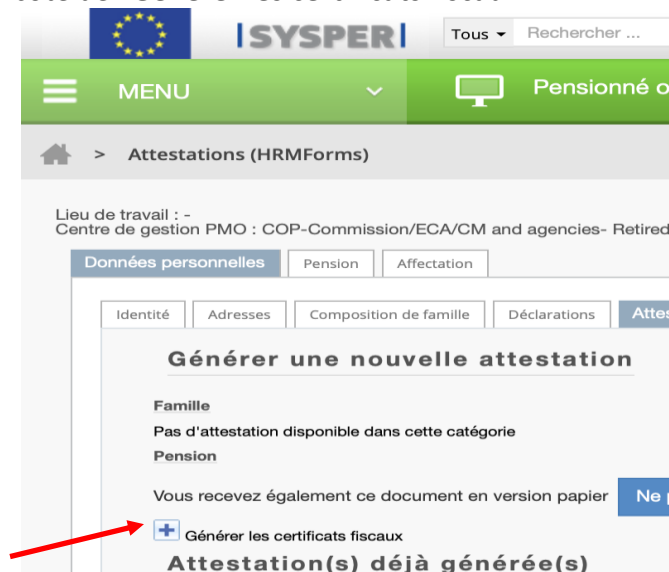 SYSPER Tous Rechercher ...
MENU Pensionné
> Attestations (HRMForms)
Lieu de travail : -
Centre de gestion PMO : COP-Commission/ECA/CM and agencies- Retired
Données personnelles Pension Affectation
Identité Adresses Composition de famille Déclarations
Générer une nouvelle attestation
Famille
Pas d'attestation disponible dans cette catégorie
Pension
Vous recevez également ce document en version papier Ne
Générer les certificats fiscaux
Attestation(s) déjà générée(s)